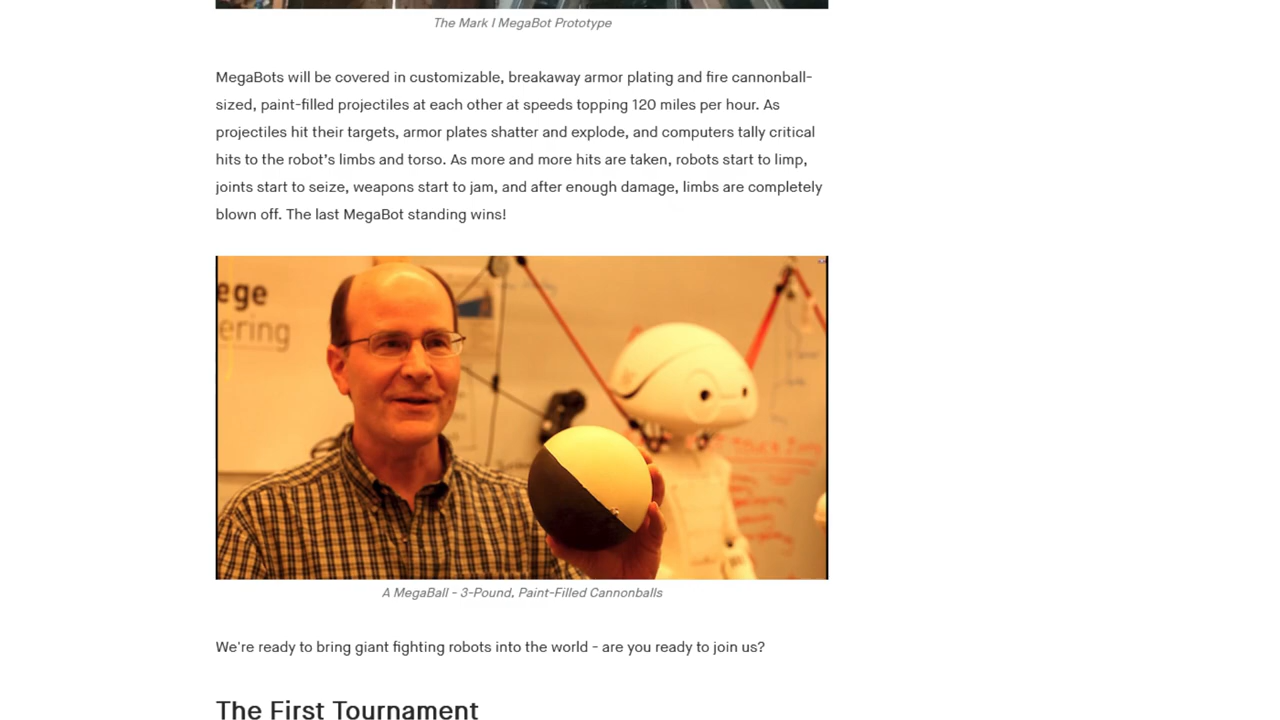 The Mark I MegaBot Prototype
MegaBots will be covered in customizable, breakaway armor plating and fire cannonball-
sized, paint-filled projectiles at each other at speeds topping 120 miles per hour. As
projectiles hit their targets, armor plates shatter and explode, and computers tally critical
hits to the robot's limbs and torso. As more and more hits are taken, robots start to limp,
joints start to seize, weapons start to jam, and after enough damage, limbs are completely
blown off. The last MegaBot standing wins!
ege
ering
A MegaBall - 3-Pound, Paint-Filled Cannonballs
We're ready to bring giant fighting robots into the world - are you ready to join us?
The First Tournament